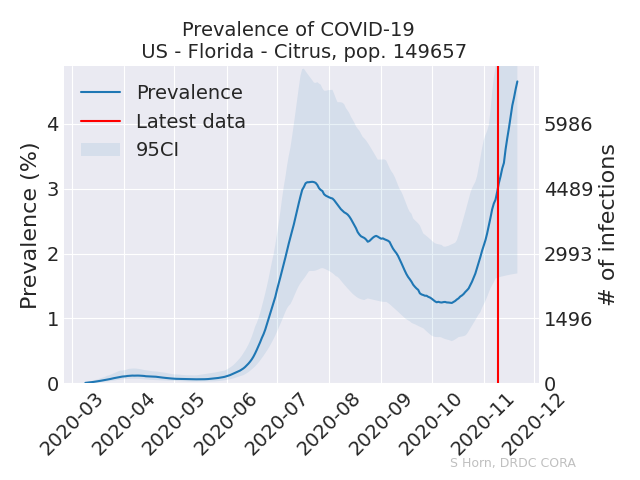 Prevalence of COVID-19
US - Florida - Citrus, pop. 149657
Prevalence
Latest data
95CI
Prevalence (%)
4
3
2
1
0
5986
4489
2993
1496
0
# of infections
2020-03
2020-04
2020-05
2020-06
2020-07
2020-08
2020-09
2020-10
2020-11
2020-12
S Horn, DRDC CORA